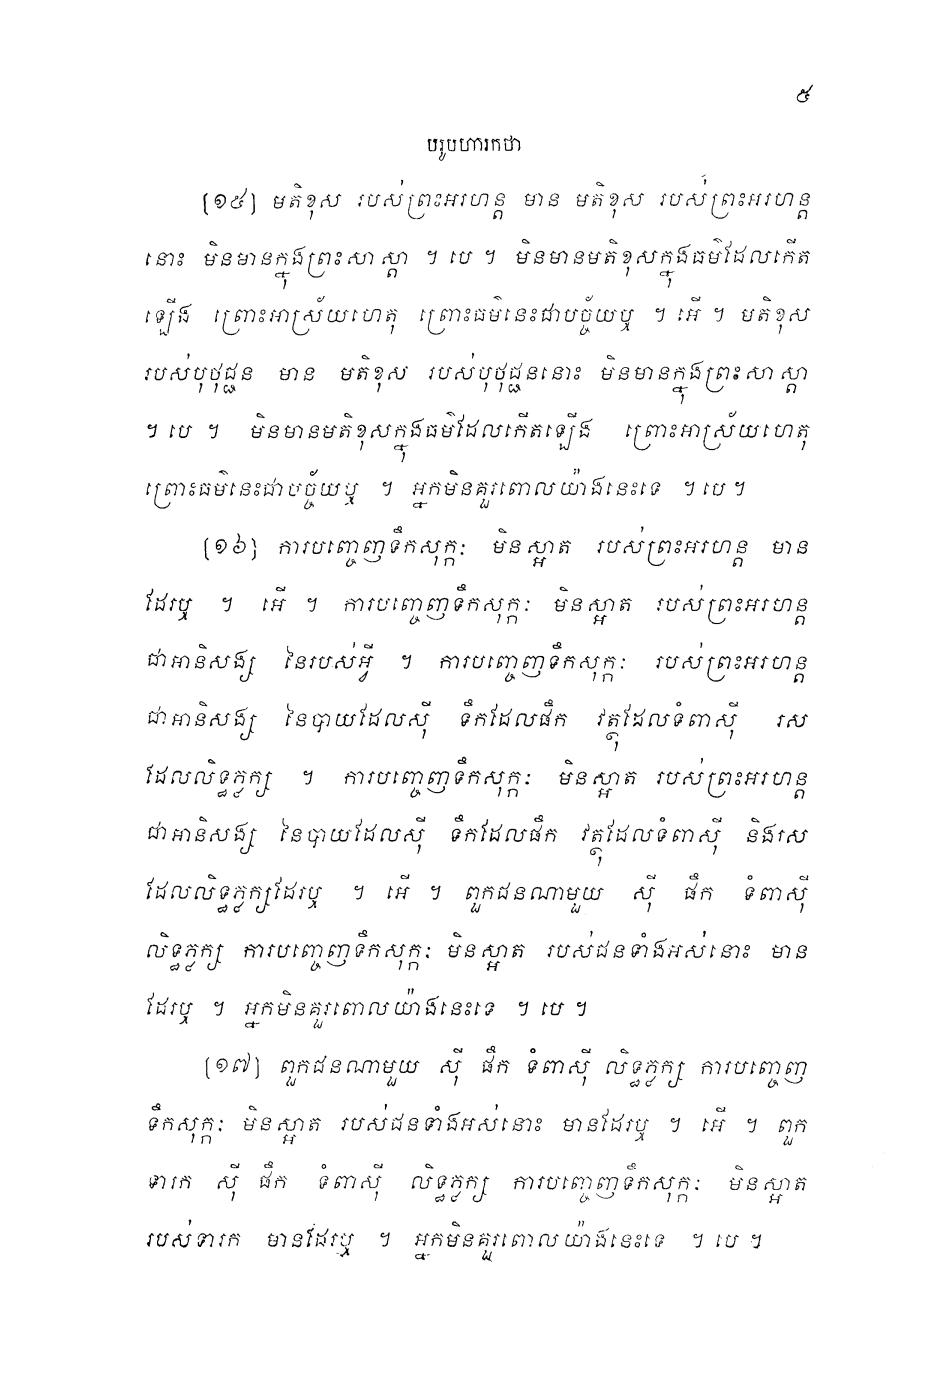 ៥
បរូបហារកថា
[១៥] មតិខុស របស់ព្រះអរហន្ត មាន មតិខុស របស់ព្រះអរហន្ត
នោះ មិនមានក្នុងព្រះសាស្តា ។ បេ ។ មិនមានមតិខុសក្នុងធម៌ដែលកើត
ឡើង ព្រោះអាស្រ័យហេតុ ព្រោះធម៌នេះជាបច្ច័យឬ ។ អើ ។ មតិខុស
របស់បុថុជ្ជន មាន មតិខុស របស់បុថុជ្ជននោះ មិនមានក្នុងព្រះសាស្តា
។ បេ ។ មិនមានមតិខុសក្នុងធម៌ដែលកើតឡើង ព្រោះអាស្រ័យហេតុ
ព្រោះធម៌នេះជាបច្ច័យឬ ។ អ្នកមិនគួរពោលយ៉ាងនេះទេ ។ បេ ។
[១៦] ការបញ្ចេញទឹកសុក្កៈ មិនស្អាត របស់ព្រះអរហន្ត មាន
ដែរឬ ។ អើ ។ ការបញ្ចេញទឹកសុក្កៈ មិនស្អាត របស់ព្រះអរហន្ត
ជាអានិសង្ស នៃរបស់អ្វី ។ ការបញ្ចេញទឹកសុក្កៈ របស់ព្រះអរហន្ត
ជាអានិសង្ស នៃបាយដែលស៊ី ទឹកដែលផឹក វត្ថុដែលទំពាស៊ី រស
ដែលលិទ្ធភ្លក្ស ។ ការបញ្ចេញទឹកសុក្កៈ មិនស្អាត របស់ព្រះអរហន្ត
ជាអានិសង្ស នៃបាយដែលស៊ី ទឹកដែលផឹក វត្ថុដែលទំពាស៊ី និងរស
ដែលលិទ្ធភ្លក្សដែរឬ ។ អើ ។ ពួកជនណាមួយ ស៊ី ផឹក ទំពាស៊ី
លិទ្ធភ្លក្ស ការបញ្ចេញទឹកសុក្កៈ មិនស្អាត របស់ជនទាំងអស់នោះ មាន
ដែរឬ ។ អ្នកមិនគួរពោលយ៉ាងនេះទេ ។ បេ ។
[១៧] ពួកជនណាមួយ ស៊ី ផឹក ទំពាស៊ី លិទ្ធភ្លក្ស ការបញ្ចេញ
ទឹកសុក្កៈ មិនស្អាត របស់ជនទាំងអស់នោះ មានដែរឬ ។ អើ ។ ពួក
ទារក ស៊ី ផឹក ទំពាស៊ី លិទ្ធភ្លក្ស ការបញ្ចេញទឹកសុក្កៈ មិនស្អាត
របស់ទារក មានដែរឬ ។ អ្នកមិនគួរពោលយ៉ាងនេះទេ ។ បេ ។